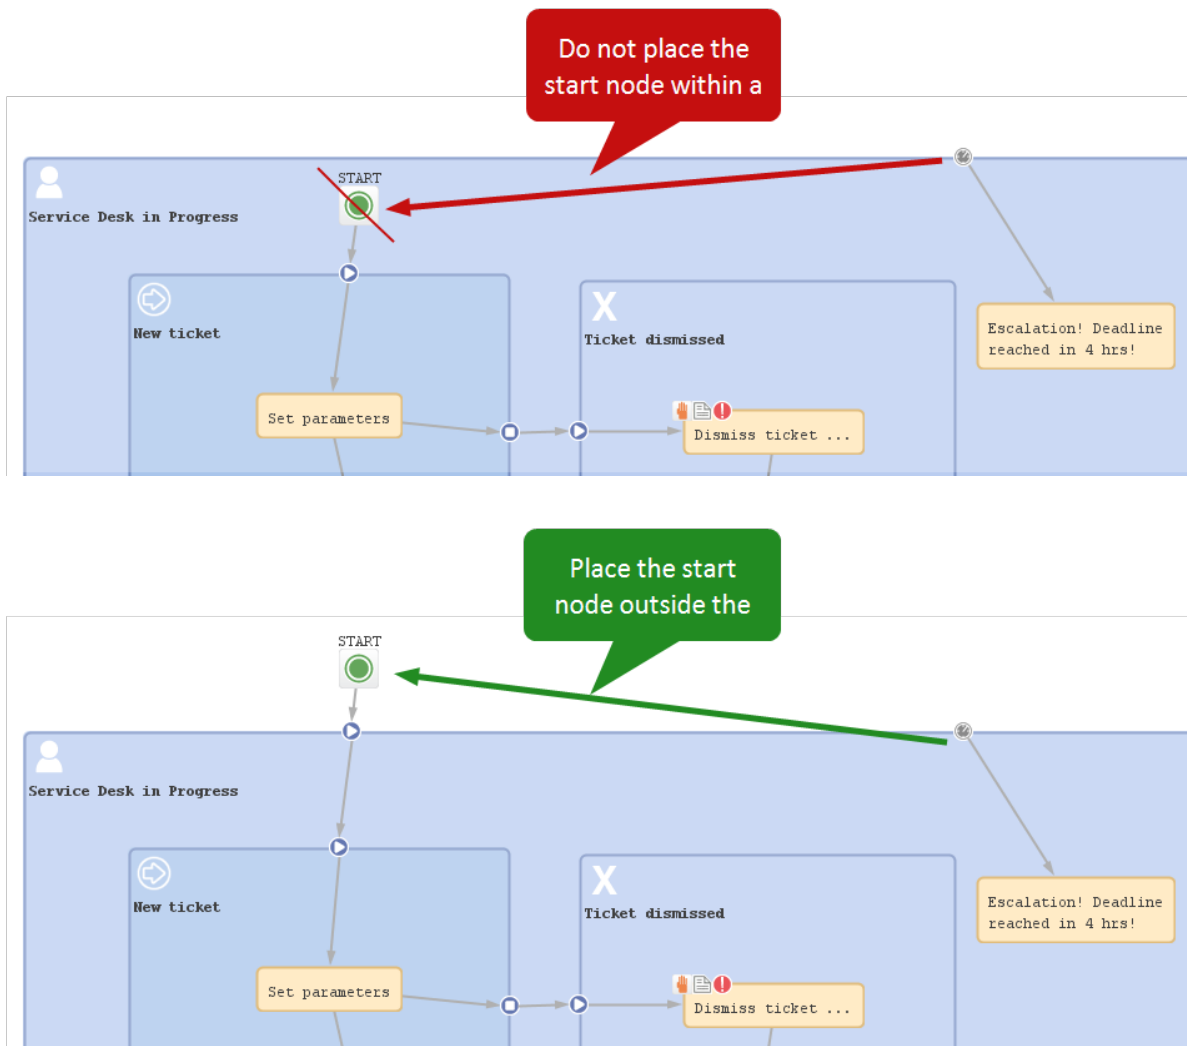 Do not place the
start node within a
START
Service Desk in Progress
New ticket
X
Ticket dismissed
Escalation! Deadline
reached in 4 hrs!
Set parameters
Dismiss ticket ...
Place the start
node outside the
START
Service Desk in Progress
New ticket
X
Ticket dismissed
Escalation! Deadline
reached in 4 hrs!
Set parameters
Dismiss ticket ...